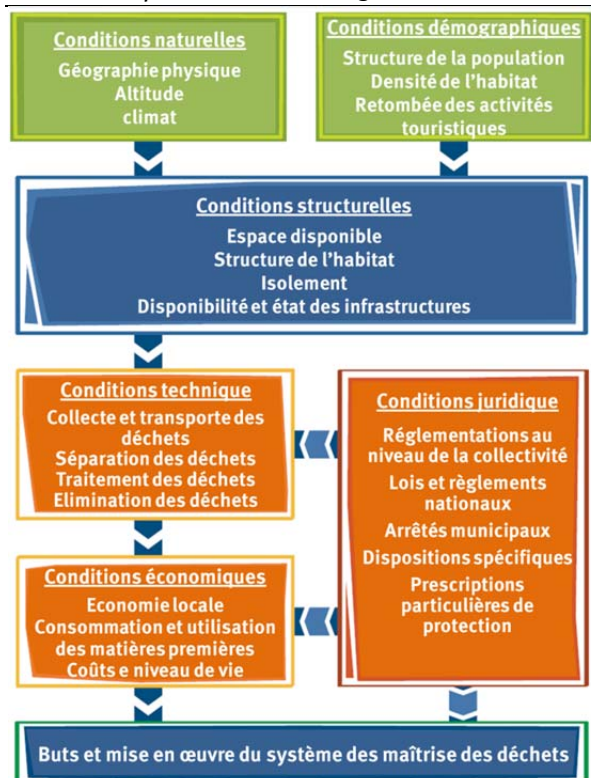 Conditions naturelles
Géographie physique
Altitude
climat
Conditions démographiques
Structure de la population
Densité de l'habitat
Retombée des activités
touristiques
Conditions structurelles
Espace disponible
Structure de l'habitat
Isolement
Disponibilité et état des infrastructures
Conditions technique
Collecte et transporte des
déchets
Séparation des déchets
Traitement des déchets
Elimination des déchets
Conditions juridique
Réglementations au
niveau de la collectivité
Lois et règlements
nationaux
Arrêtés municipaux
Dispositions spécifiques
Prescriptions
particulières de
protection
Conditions économiques
Economie locale
Consommation et utilisation
des matières premières
Coûts e niveau de vie
Buts et mise en œuvre du système des maîtrise des déchets